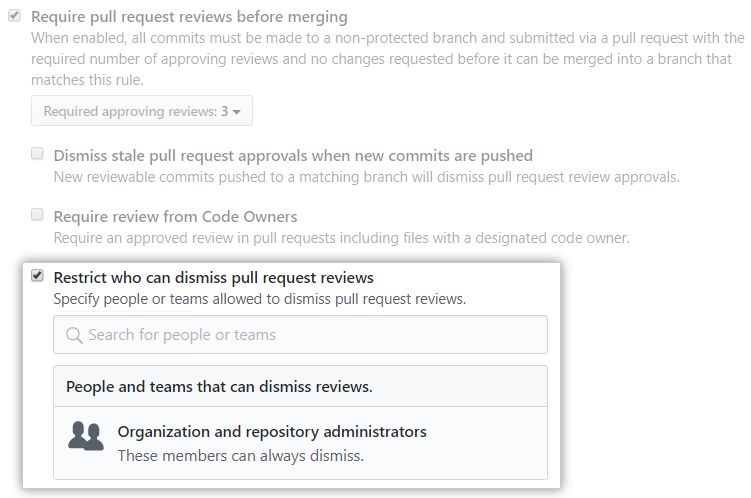 Require pull request reviews before merging
When enabled, all commits must be made to a non-protected branch and submitted via a pull request with the
required number of approving reviews and no changes requested before it can be merged into a branch that
matches this rule.
Required approving reviews: 3
Dismiss stale pull request approvals when new commits are pushed
New reviewable commits pushed to a matching branch will dismiss pull request review approvals.
Require review from Code Owners
Require an approved review in pull requests including files with a designated code owner.
Restrict who can dismiss pull request reviews
Specify people or teams allowed to dismiss pull request reviews.
Search for people or teams
People and teams that can dismiss reviews.
Organization and repository administrators
These members can always dismiss.